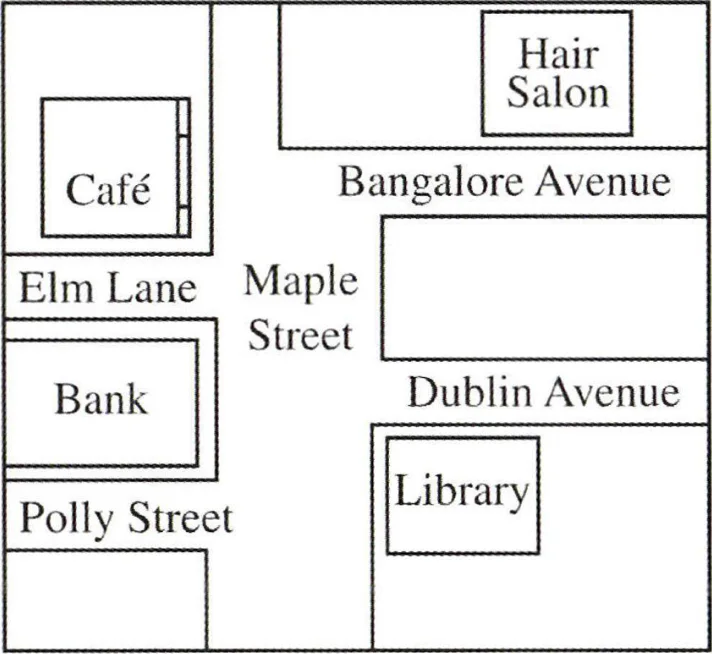 Hair
Salon
Café
Bangalore Avenue
Elm Lane
Maple
Street
Bank
Dublin Avenue
Library
Polly Street